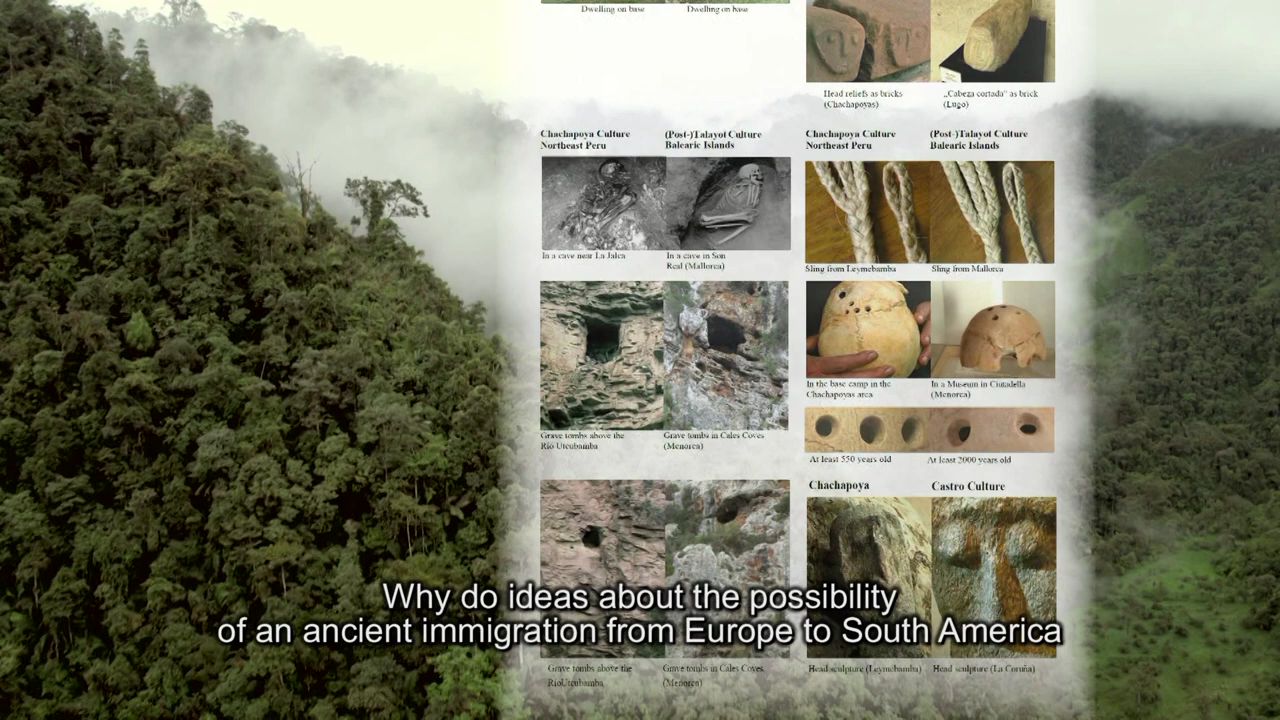 Dwelling on base
Dwelling on base
Head reliefs as bricks
(Chachapoyas)
„Cabeza cortada“ as brick
(Lugo)
Chachapoya Culture
Northeast Peru
(Post-)Talayot Culture
Balearic Islands
Chachapoya Culture
Northeast Peru
(Post-)Talayot Culture
Balearic Islands
In a cave near La Jalca
In a cave in Son
Real (Mallorca)
Sling from Leymebamba
Sling from Mallorca
In the base camp in the
Chachapoyas area
In a Museum in Ciutadella
(Menorca)
Grave tombs above the
Río Utcubamba
Grave tombs in Cales Coves
(Menorca)
At least 550 years old
At least 2000 years old
Chachapoya
Castro Culture
Why do ideas about the possibility
of an ancient immigration from Europe to South America
Grave tombs above the
RíoUtcubamba
Grave tombs in Cales Coves
(Menorca)
Head sculpture (Leymebamba)
Head sculpture (La Coruña)